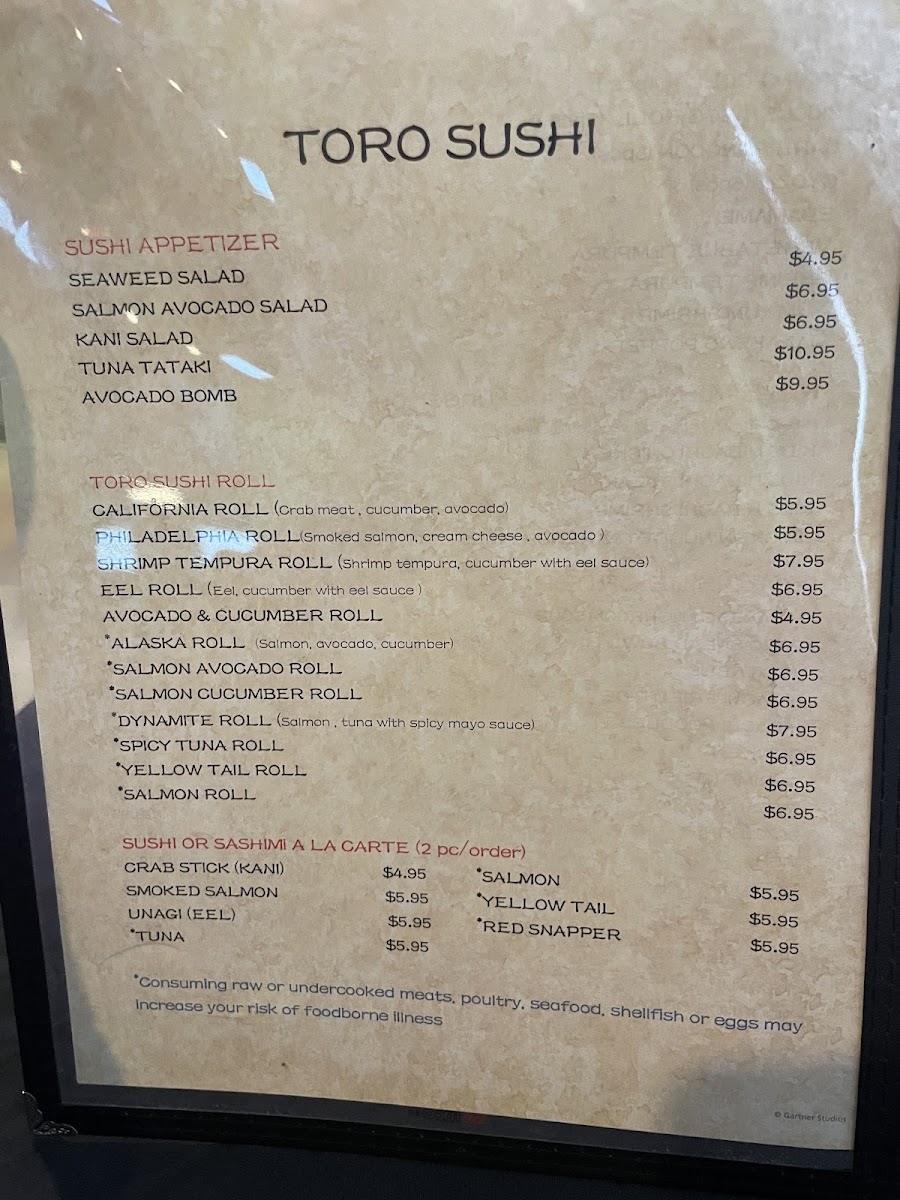 TORO SUSHI
SUSHI APPETIZER
SEAWEED SALAD $4.95
SALMON AVOCADO SALAD $6.95
KANI SALAD $6.95
TUNA TATAKI $10.95
AVOCADO BOMB $9.95
TORO SUSHI ROLL
CALIFORNIA ROLL (Crab meat , cucumber, avocado) $5.95
PHILADELPHIA ROLL(Smoked salmon, cream cheese , avocado ) $5.95
SHRIMP TEMPURA ROLL (Shrimp tempura, cucumber with eel sauce) $7.95
EEL ROLL (Eel, cucumber with eel sauce ) $6.95
AVOCADO & CUCUMBER ROLL $4.95
*ALASKA ROLL (Salmon, avocado, cucumber) $6.95
*SALMON AVOCADO ROLL $6.95
*SALMON CUCUMBER ROLL $6.95
*DYNAMITE ROLL (Salmon , tuna with spicy mayo sauce) $7.95
*SPICY TUNA ROLL $6.95
*YELLOW TAIL ROLL $6.95
*SALMON ROLL $6.95
SUSHI OR SASHIMI A LA CARTE (2 pc/order)
CRAB STICK (KANI) $4.95 *SALMON $5.95
SMOKED SALMON $5.95 *YELLOW TAIL $5.95
UNAGI (EEL) $5.95 *RED SNAPPER $5.95
*TUNA $5.95
*Consuming raw or undercooked meats, poultry, seafood, shellfish or eggs may
increase your risk of foodborne illness
© Gartner Studios